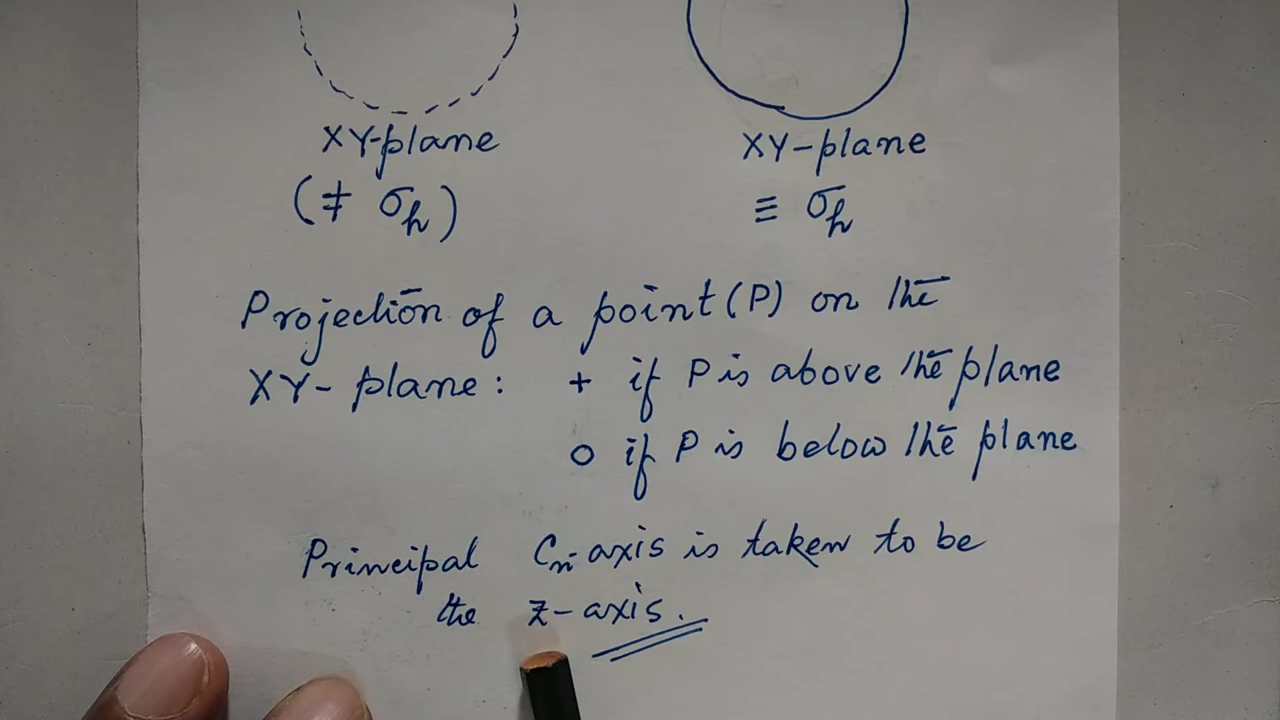 XY-plane
(≠ σh)
XY-plane
≡ σh
Projection of a point (P) on the
XY-plane: + if P is above the plane
o if P is below the plane
Principal Cn-axis is taken to be
the z-axis.